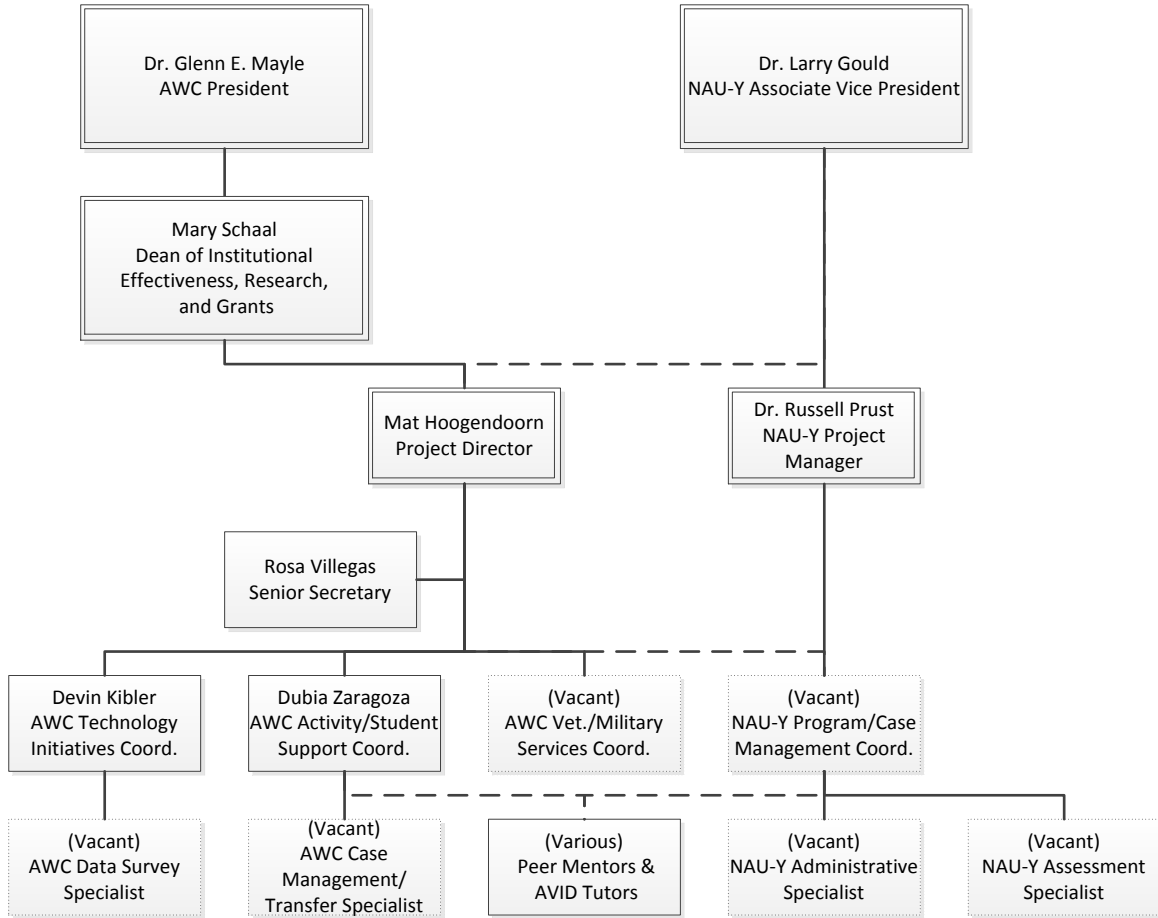 Dr. Glenn E. Mayle
AWC President
Dr. Larry Gould
NAU-Y Associate Vice President
Mary Schaal
Dean of Institutional
Effectiveness, Research,
and Grants
Mat Hoogendoorn
Project Director
Dr. Russell Prust
NAU-Y Project
Manager
Rosa Villegas
Senior Secretary
Devin Kibler
AWC Technology
Initiatives Coord.
Dubia Zaragoza
AWC Activity/Student
Support Coord.
(Vacant)
AWC Vet./Military
Services Coord.
(Vacant)
NAU-Y Program/Case
Management Coord.
(Vacant)
AWC Data Survey
Specialist
(Vacant)
AWC Case
Management/
Transfer Specialist
(Various)
Peer Mentors &
AVID Tutors
(Vacant)
NAU-Y Administrative
Specialist
(Vacant)
NAU-Y Assessment
Specialist